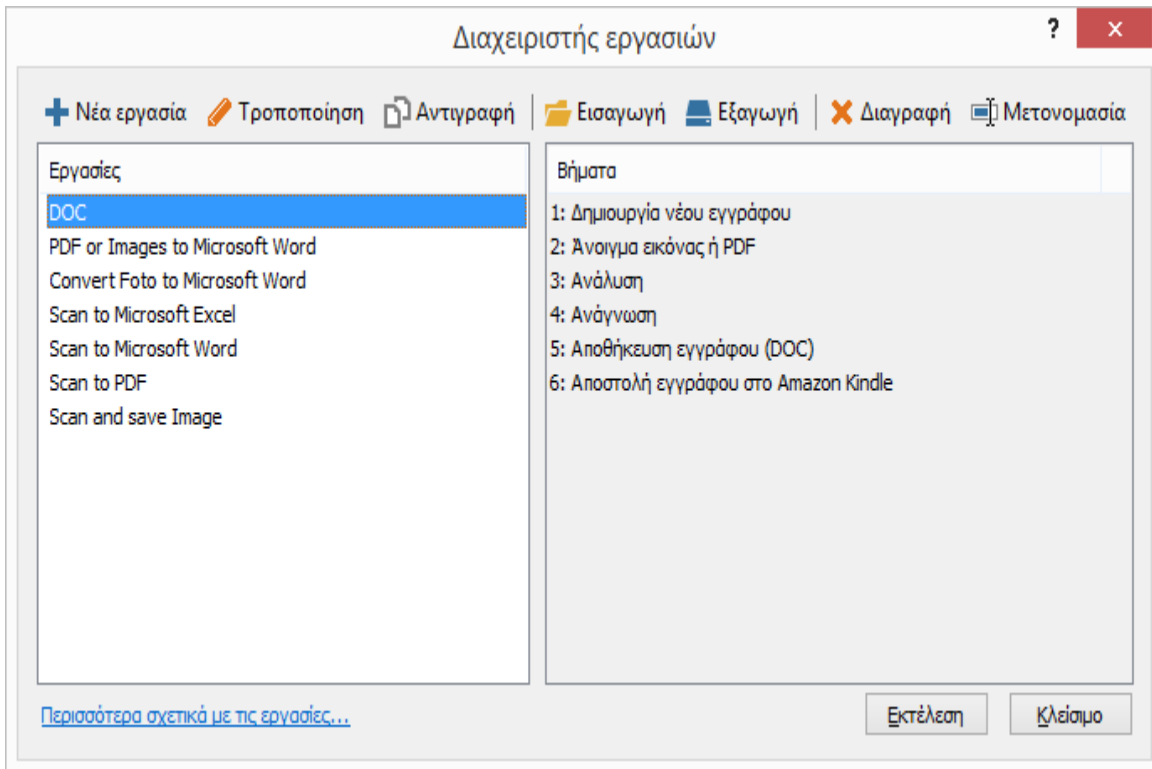 Διαχειριστής εργασιών
? x
Νέα εργασία Τροποποίηση Αντιγραφή Εισαγωγή Εξαγωγή Διαγραφή Μετονομασία
Εργασίες
DOC
PDF or Images to Microsoft Word
Convert Foto to Microsoft Word
Scan to Microsoft Excel
Scan to Microsoft Word
Scan to PDF
Scan and save Image
Βήματα
1: Δημιουργία νέου εγγράφου
2: Άνοιγμα εικόνας ή PDF
3: Ανάλυση
4: Ανάγνωση
5: Αποθήκευση εγγράφου (DOC)
6: Αποστολή εγγράφου στο Amazon Kindle
Περισσότερα σχετικά με τις εργασίες...
Εκτέλεση Κλείσιμο